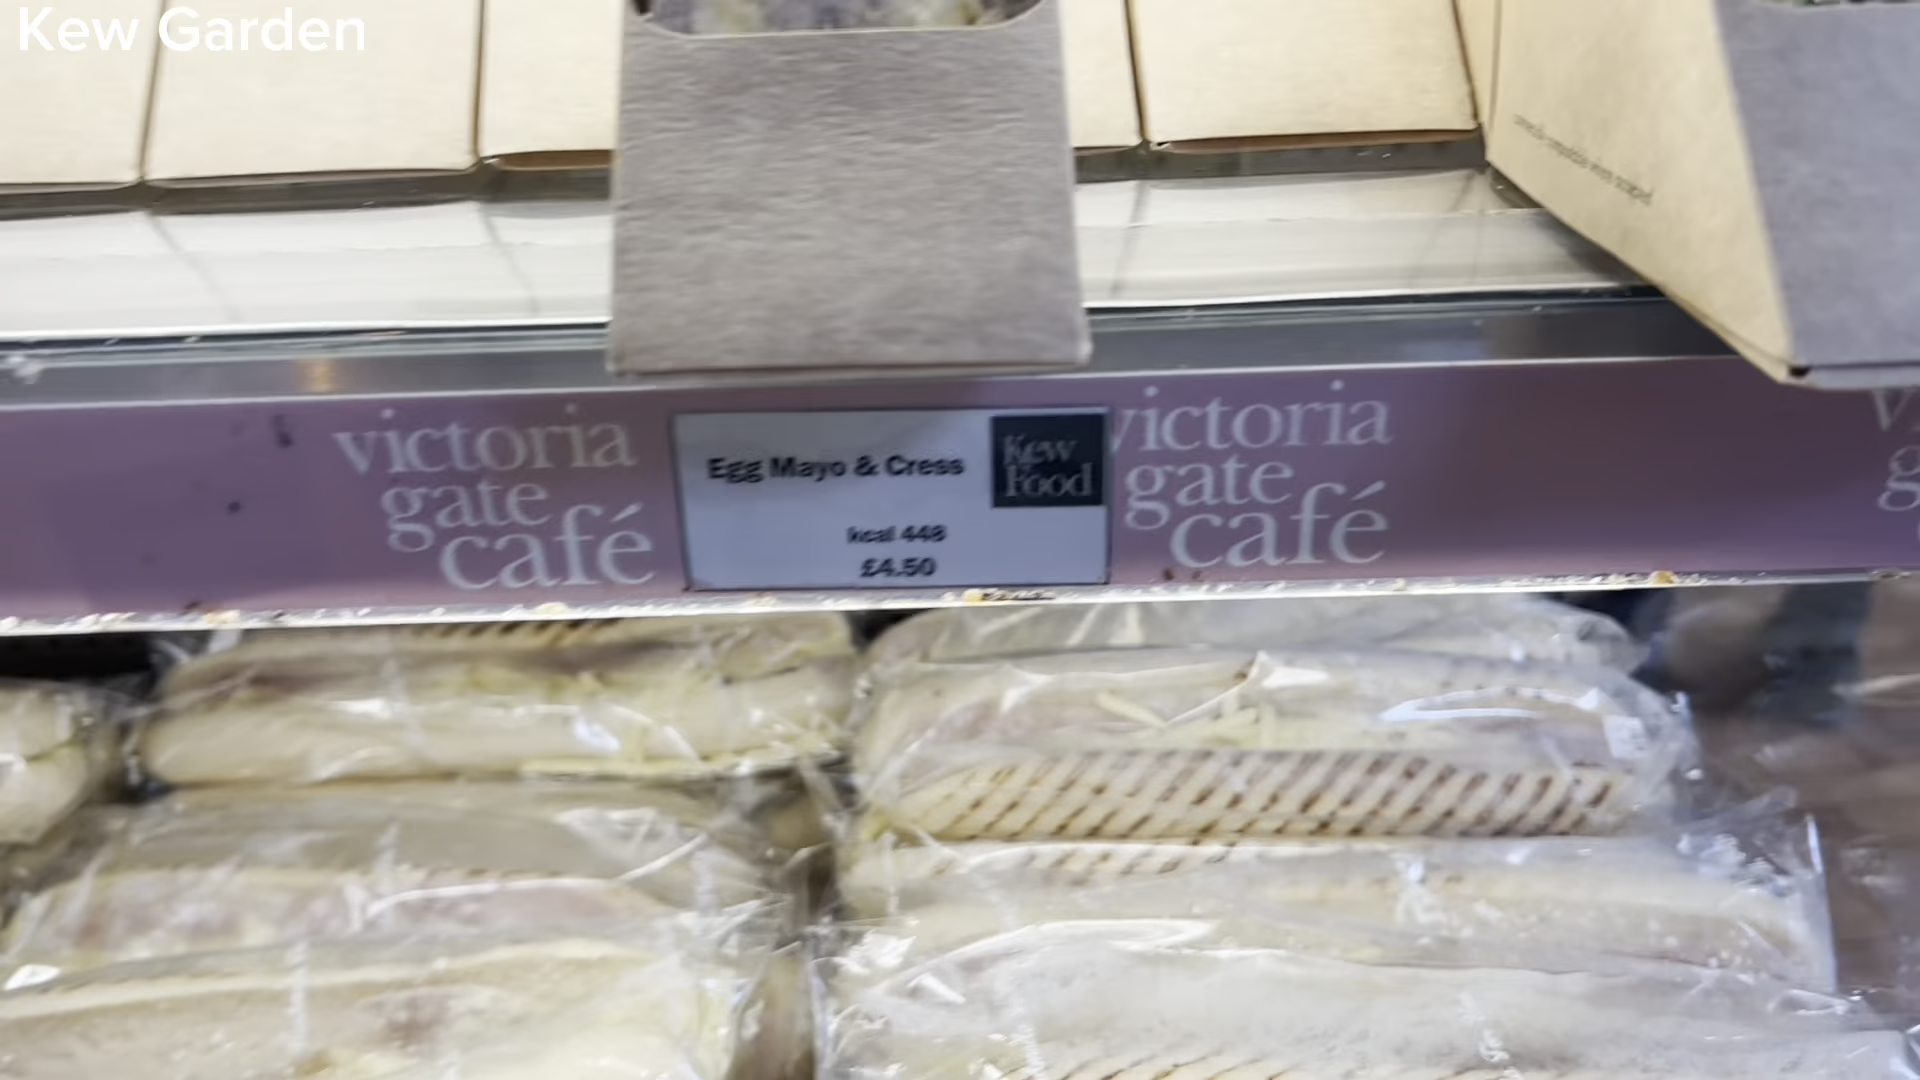 Kew Garden
victoria
gate
café
Egg Mayo & Cress
kcal 448
£4.50
Kew
Food
victoria
gate
café